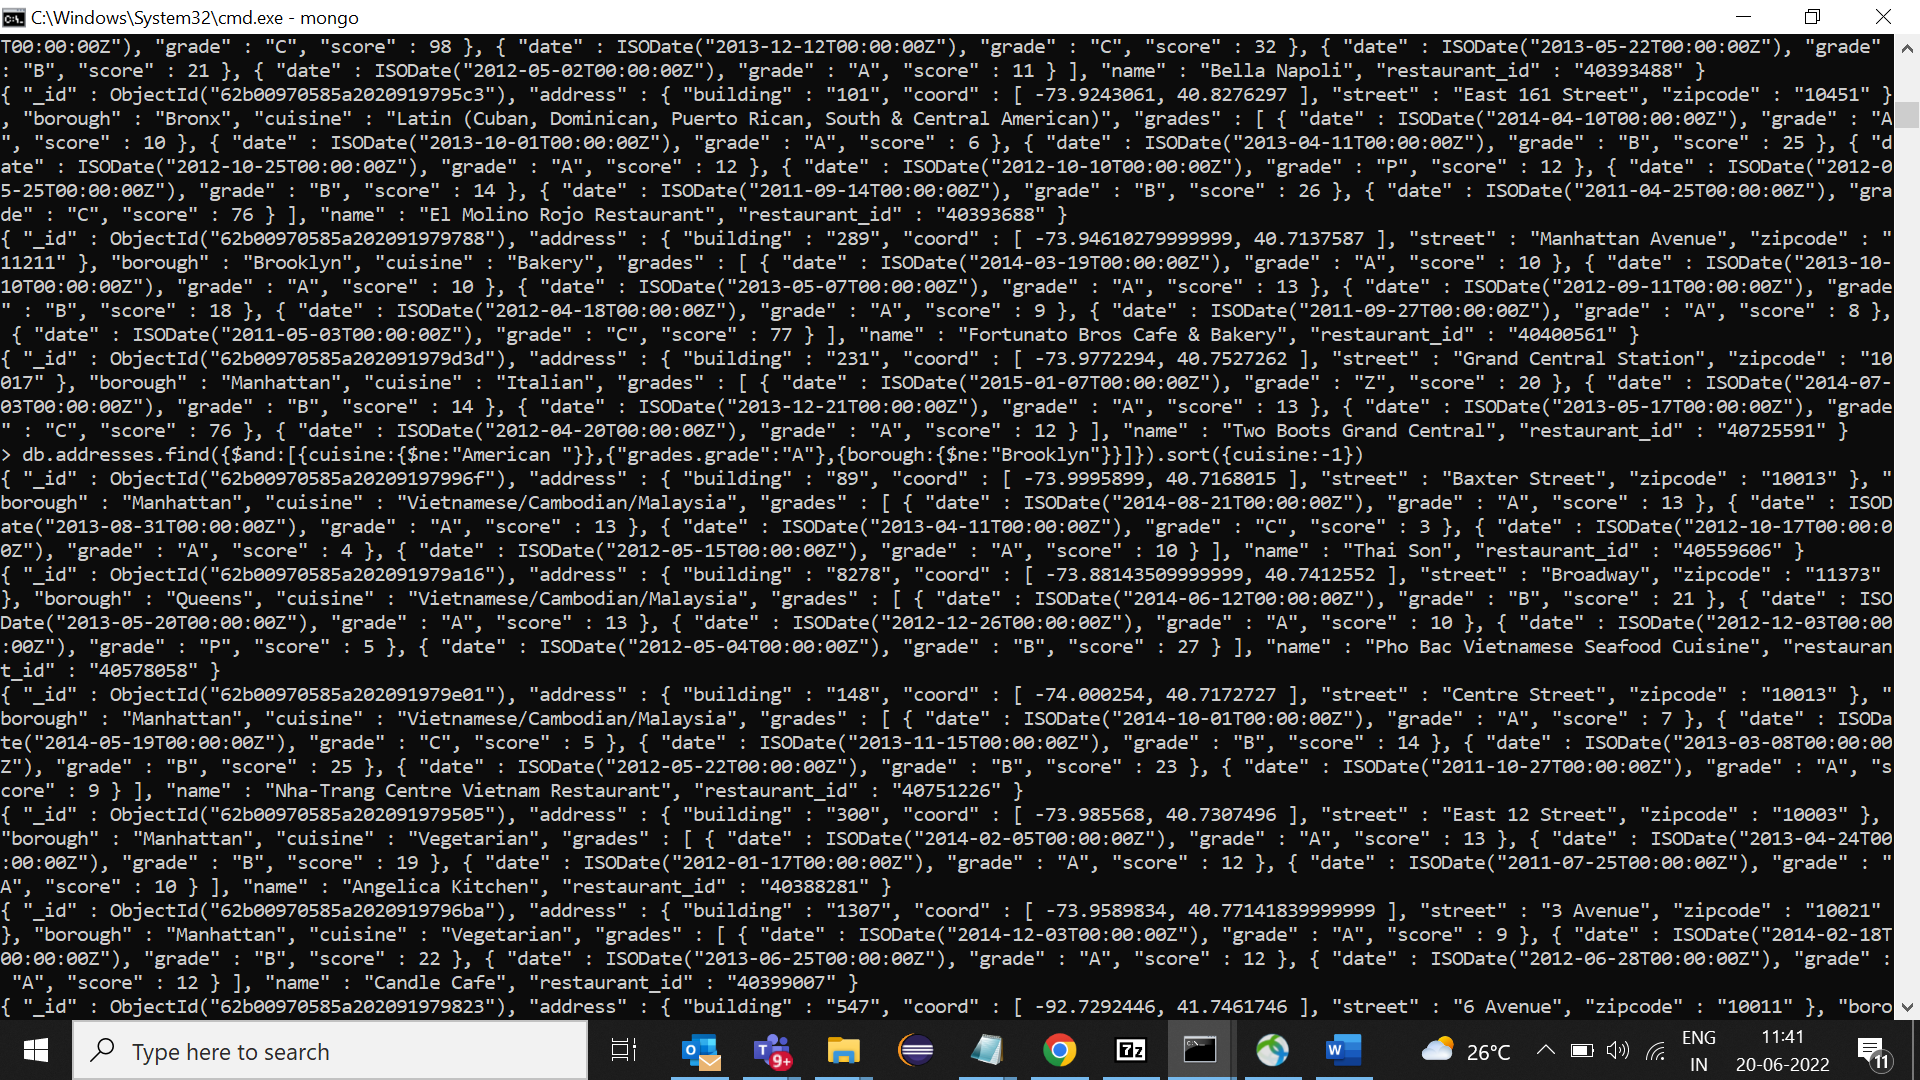 C:\Windows\System32\cmd.exe - mongo
T00:00:00Z"), "grade" : "C", "score" : 98 }, { "date" : ISODate("2013-12-12T00:00:00Z"), "grade" : "C", "score" : 32 }, { "date" : ISODate("2013-05-22T00:00:00Z"), "grade"
: "B", "score" : 21 }, { "date" : ISODate("2012-05-02T00:00:00Z"), "grade" : "A", "score" : 11 } ], "name" : "Bella Napoli", "restaurant_id" : "40393488" }
{ "_id" : ObjectId("62b00970585a2020919795c3"), "address" : { "building" : "101", "coord" : [ -73.9243061, 40.8276297 ], "street" : "East 161 Street", "zipcode" : "10451" }
, "borough" : "Bronx", "cuisine" : "Latin (Cuban, Dominican, Puerto Rican, South & Central American)", "grades" : [ { "date" : ISODate("2014-04-10T00:00:00Z"), "grade" : "A
", "score" : 10 }, { "date" : ISODate("2013-10-01T00:00:00Z"), "grade" : "A", "score" : 6 }, { "date" : ISODate("2013-04-11T00:00:00Z"), "grade" : "B", "score" : 25 }, { "d
ate" : ISODate("2012-10-25T00:00:00Z"), "grade" : "A", "score" : 12 }, { "date" : ISODate("2012-10-10T00:00:00Z"), "grade" : "P", "score" : 12 }, { "date" : ISODate("2012-0
5-25T00:00:00Z"), "grade" : "B", "score" : 14 }, { "date" : ISODate("2011-09-14T00:00:00Z"), "grade" : "B", "score" : 26 }, { "date" : ISODate("2011-04-25T00:00:00Z"), "gra
de" : "C", "score" : 76 } ], "name" : "El Molino Rojo Restaurant", "restaurant_id" : "40393688" }
{ "_id" : ObjectId("62b00970585a202091979788"), "address" : { "building" : "289", "coord" : [ -73.94610279999999, 40.7137587 ], "street" : "Manhattan Avenue", "zipcode" : "
11211" }, "borough" : "Brooklyn", "cuisine" : "Bakery", "grades" : [ { "date" : ISODate("2014-03-19T00:00:00Z"), "grade" : "A", "score" : 10 }, { "date" : ISODate("2013-10-
10T00:00:00Z"), "grade" : "A", "score" : 10 }, { "date" : ISODate("2013-05-07T00:00:00Z"), "grade" : "A", "score" : 13 }, { "date" : ISODate("2012-09-11T00:00:00Z"), "grade
" : "B", "score" : 18 }, { "date" : ISODate("2012-04-18T00:00:00Z"), "grade" : "A", "score" : 9 }, { "date" : ISODate("2011-09-27T00:00:00Z"), "grade" : "A", "score" : 8 },
{ "date" : ISODate("2011-05-03T00:00:00Z"), "grade" : "C", "score" : 77 } ], "name" : "Fortunato Bros Cafe & Bakery", "restaurant_id" : "40400561" }
{ "_id" : ObjectId("62b00970585a202091979d3d"), "address" : { "building" : "231", "coord" : [ -73.9772294, 40.7527262 ], "street" : "Grand Central Station", "zipcode" : "10
017" }, "borough" : "Manhattan", "cuisine" : "Italian", "grades" : [ { "date" : ISODate("2015-01-07T00:00:00Z"), "grade" : "Z", "score" : 20 }, { "date" : ISODate("2014-07-
03T00:00:00Z"), "grade" : "B", "score" : 14 }, { "date" : ISODate("2013-12-21T00:00:00Z"), "grade" : "A", "score" : 13 }, { "date" : ISODate("2013-05-17T00:00:00Z"), "grade
" : "C", "score" : 76 }, { "date" : ISODate("2012-04-20T00:00:00Z"), "grade" : "A", "score" : 12 } ], "name" : "Two Boots Grand Central", "restaurant_id" : "40725591" }
> db.addresses.find({$and:[{cuisine:{$ne:"American "}},{"grades.grade":"A"},{borough:{$ne:"Brooklyn"}}]}).sort({cuisine:-1})
{ "_id" : ObjectId("62b00970585a20209197996f"), "address" : { "building" : "89", "coord" : [ -73.9995899, 40.7168015 ], "street" : "Baxter Street", "zipcode" : "10013" }, "
borough" : "Manhattan", "cuisine" : "Vietnamese/Cambodian/Malaysia", "grades" : [ { "date" : ISODate("2014-08-21T00:00:00Z"), "grade" : "A", "score" : 13 }, { "date" : ISOD
ate("2013-08-31T00:00:00Z"), "grade" : "A", "score" : 13 }, { "date" : ISODate("2013-04-11T00:00:00Z"), "grade" : "C", "score" : 3 }, { "date" : ISODate("2012-10-17T00:00:0
0Z"), "grade" : "A", "score" : 4 }, { "date" : ISODate("2012-05-15T00:00:00Z"), "grade" : "A", "score" : 10 } ], "name" : "Thai Son", "restaurant_id" : "40559606" }
{ "_id" : ObjectId("62b00970585a202091979a16"), "address" : { "building" : "8278", "coord" : [ -73.88143509999999, 40.7412552 ], "street" : "Broadway", "zipcode" : "11373"
}, "borough" : "Queens", "cuisine" : "Vietnamese/Cambodian/Malaysia", "grades" : [ { "date" : ISODate("2014-06-12T00:00:00Z"), "grade" : "B", "score" : 21 }, { "date" : ISO
Date("2013-05-20T00:00:00Z"), "grade" : "A", "score" : 13 }, { "date" : ISODate("2012-12-26T00:00:00Z"), "grade" : "A", "score" : 10 }, { "date" : ISODate("2012-12-03T00:00
:00Z"), "grade" : "P", "score" : 5 }, { "date" : ISODate("2012-05-04T00:00:00Z"), "grade" : "B", "score" : 27 } ], "name" : "Pho Bac Vietnamese Seafood Cuisine", "restauran
t_id" : "40578058" }
{ "_id" : ObjectId("62b00970585a202091979e01"), "address" : { "building" : "148", "coord" : [ -74.000254, 40.7172727 ], "street" : "Centre Street", "zipcode" : "10013" }, "
borough" : "Manhattan", "cuisine" : "Vietnamese/Cambodian/Malaysia", "grades" : [ { "date" : ISODate("2014-10-01T00:00:00Z"), "grade" : "A", "score" : 7 }, { "date" : ISODa
te("2014-05-19T00:00:00Z"), "grade" : "C", "score" : 5 }, { "date" : ISODate("2013-11-15T00:00:00Z"), "grade" : "B", "score" : 14 }, { "date" : ISODate("2013-03-08T00:00:00
Z"), "grade" : "B", "score" : 25 }, { "date" : ISODate("2012-05-22T00:00:00Z"), "grade" : "B", "score" : 23 }, { "date" : ISODate("2011-10-27T00:00:00Z"), "grade" : "A", "s
core" : 9 } ], "name" : "Nha-Trang Centre Vietnam Restaurant", "restaurant_id" : "40751226" }
{ "_id" : ObjectId("62b00970585a202091979505"), "address" : { "building" : "300", "coord" : [ -73.985568, 40.7307496 ], "street" : "East 12 Street", "zipcode" : "10003" },
"borough" : "Manhattan", "cuisine" : "Vegetarian", "grades" : [ { "date" : ISODate("2014-02-05T00:00:00Z"), "grade" : "A", "score" : 13 }, { "date" : ISODate("2013-04-24T00
:00:00Z"), "grade" : "B", "score" : 19 }, { "date" : ISODate("2012-01-17T00:00:00Z"), "grade" : "A", "score" : 12 }, { "date" : ISODate("2011-07-25T00:00:00Z"), "grade" : "
A", "score" : 10 } ], "name" : "Angelica Kitchen", "restaurant_id" : "40388281" }
{ "_id" : ObjectId("62b00970585a2020919796ba"), "address" : { "building" : "1307", "coord" : [ -73.9589834, 40.77141839999999 ], "street" : "3 Avenue", "zipcode" : "10021"
}, "borough" : "Manhattan", "cuisine" : "Vegetarian", "grades" : [ { "date" : ISODate("2014-12-03T00:00:00Z"), "grade" : "A", "score" : 9 }, { "date" : ISODate("2014-02-18T
00:00:00Z"), "grade" : "B", "score" : 22 }, { "date" : ISODate("2013-06-25T00:00:00Z"), "grade" : "A", "score" : 12 }, { "date" : ISODate("2012-06-28T00:00:00Z"), "grade" :
"A", "score" : 12 } ], "name" : "Candle Cafe", "restaurant_id" : "40399007" }
{ "_id" : ObjectId("62b00970585a202091979823"), "address" : { "building" : "547", "coord" : [ -92.7292446, 41.7461746 ], "street" : "6 Avenue", "zipcode" : "10011" }, "boro
Type here to search
9+
7z
26°C
ENG
IN
11:41
20-06-2022
11